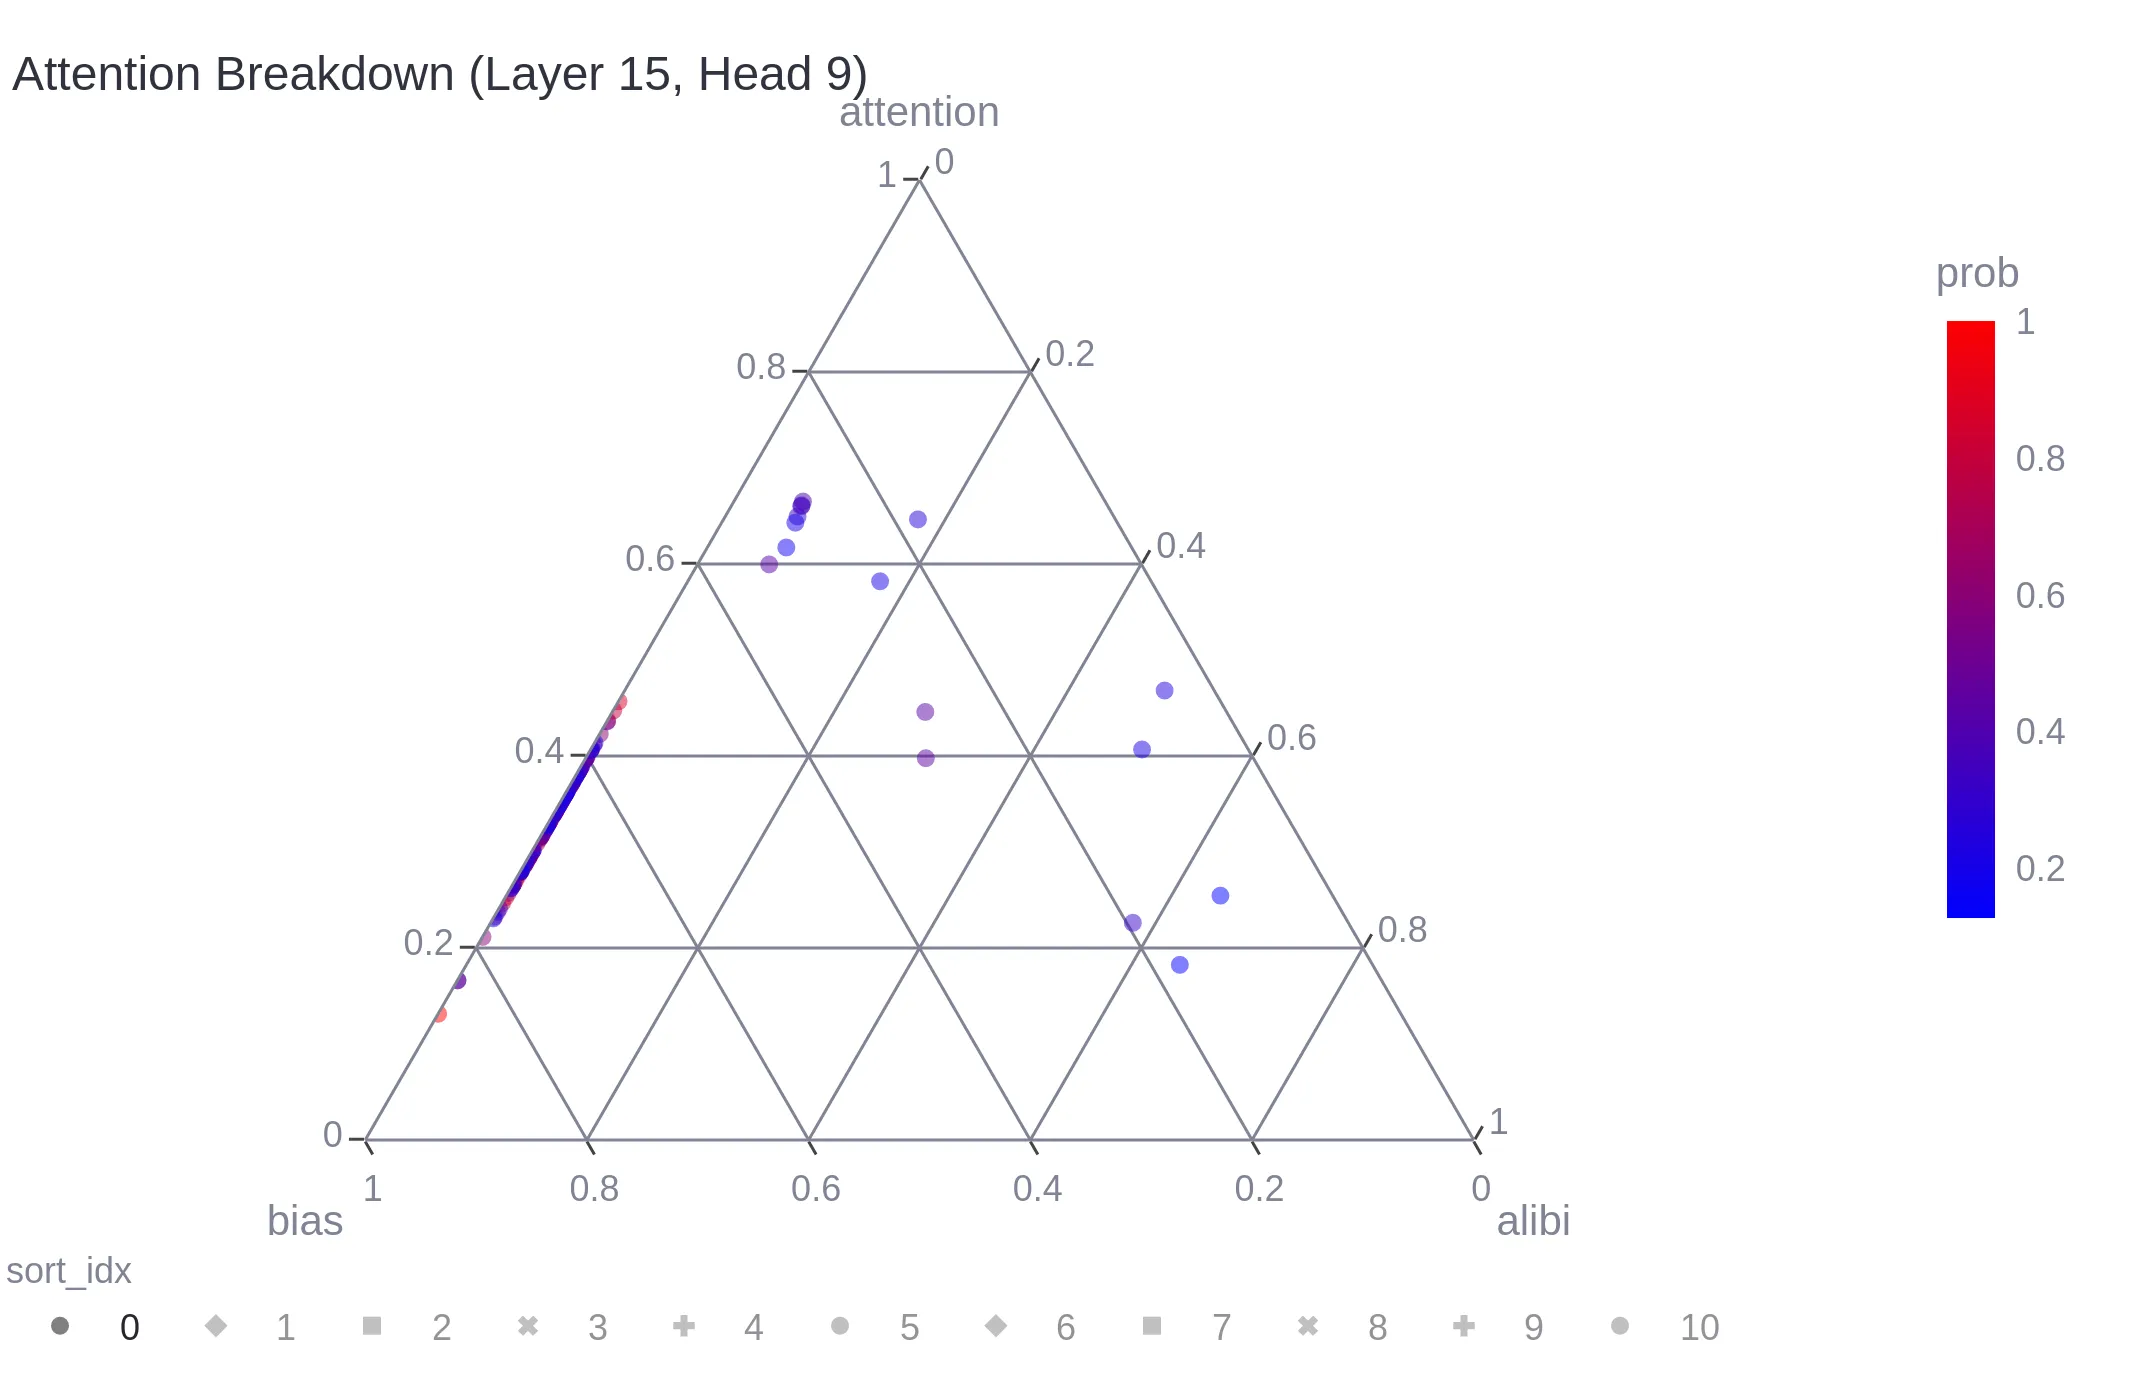 Attention Breakdown (Layer 15, Head 9)
attention
1 0
0.8 0.2
0.6 0.4
0.4 0.6
0.2 0.8
0 1
1 0.8 0.6 0.4 0.2 0
bias alibi
prob
1
0.8
0.6
0.4
0.2
sort_idx
0 1 2 3 4 5 6 7 8 9 10